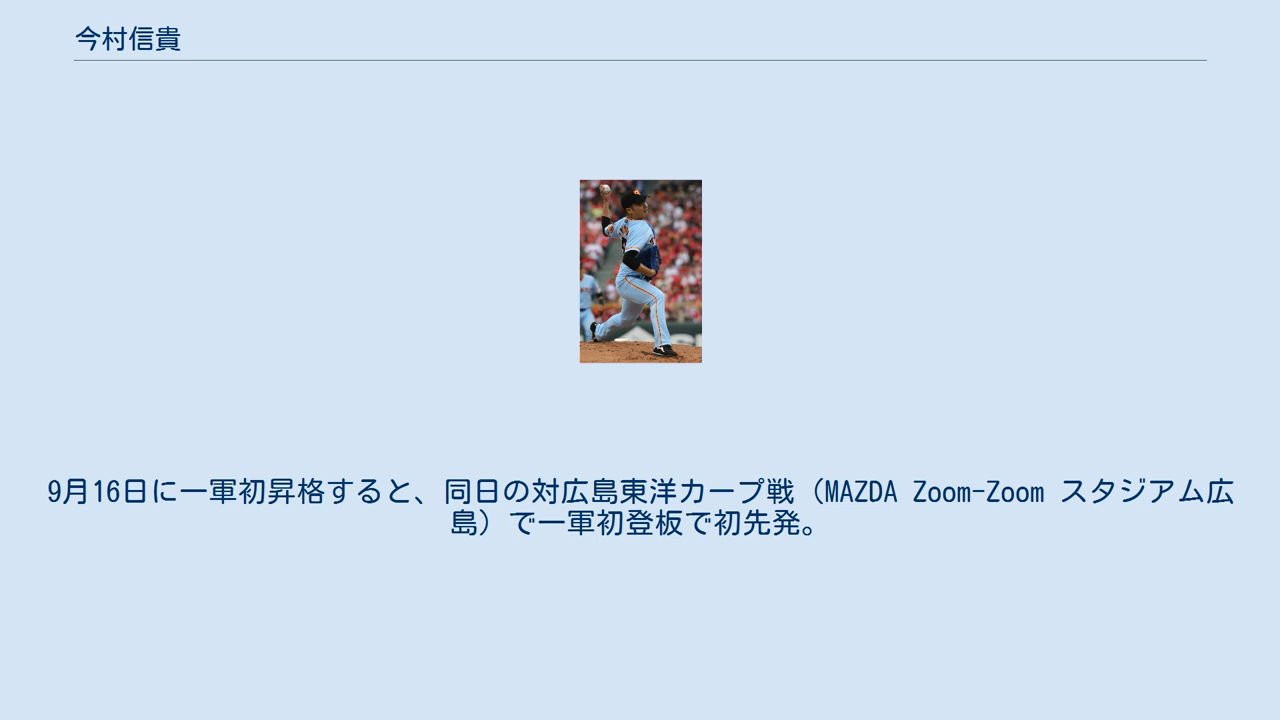 今村信貴
9月16日に一軍初昇格すると、同日の対広島東洋カープ戦（MAZDA Zoom-Zoom スタジアム広
島）で一軍初登板で初先発。